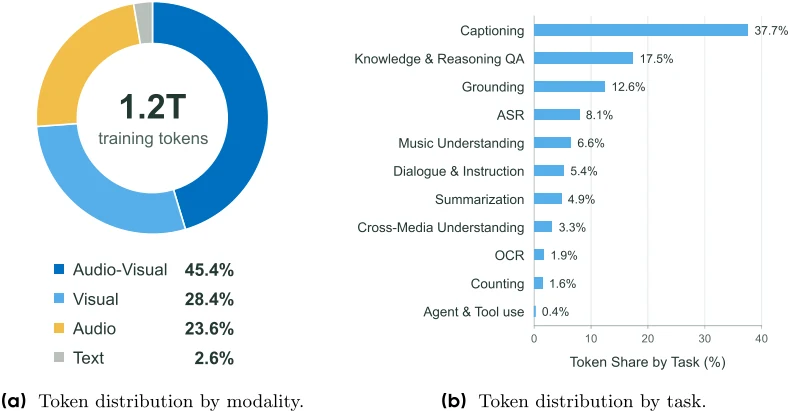 1.2T
training tokens
Audio-Visual 45.4%
Visual 28.4%
Audio 23.6%
Text 2.6%
(a) Token distribution by modality.
Captioning 37.7%
Knowledge & Reasoning QA 17.5%
Grounding 12.6%
ASR 8.1%
Music Understanding 6.6%
Dialogue & Instruction 5.4%
Summarization 4.9%
Cross-Media Understanding 3.3%
OCR 1.9%
Counting 1.6%
Agent & Tool use 0.4%
0 10 20 30 40
Token Share by Task (%)
(b) Token distribution by task.